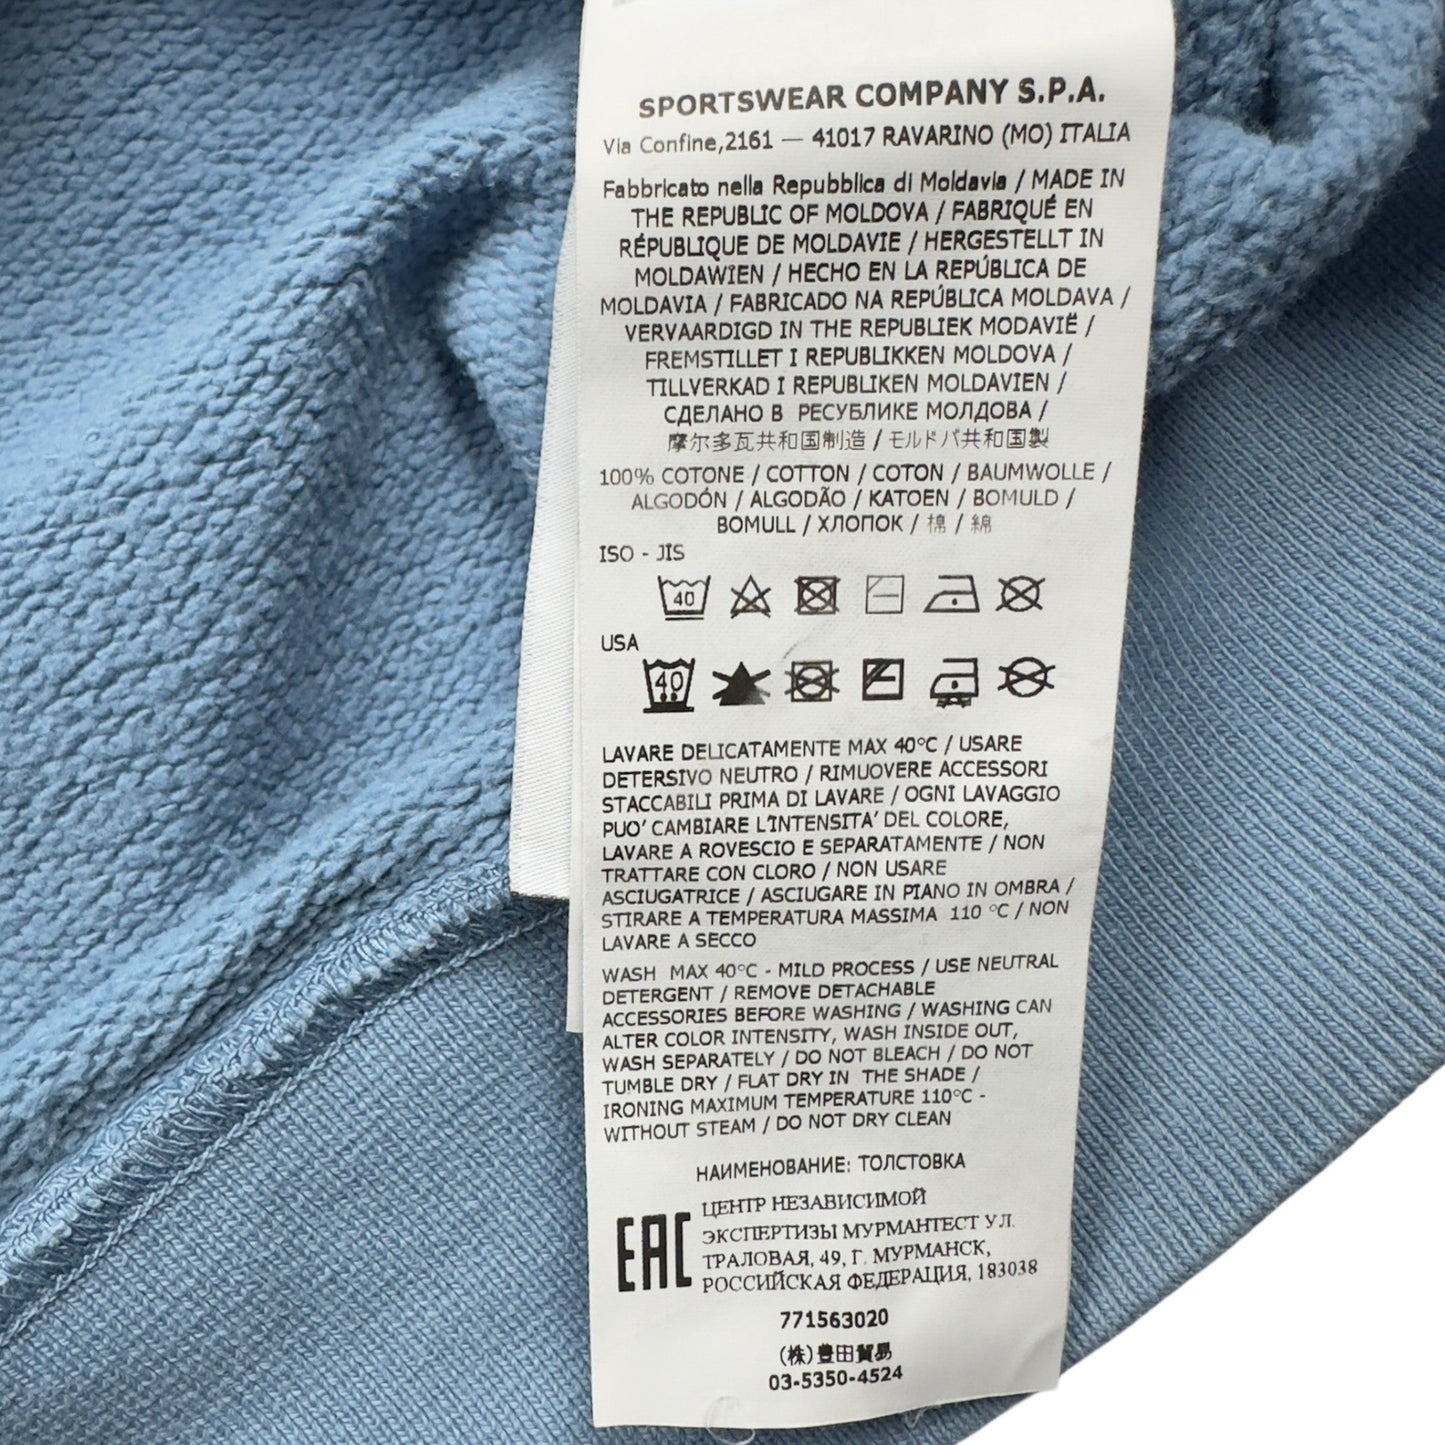 SPORTSWEAR COMPANY S.P.A.
Via Confine,2161 — 41017 RAVARINO (MO) ITALIA
Fabbricato nella Repubblica di Moldavia / MADE IN
THE REPUBLIC OF MOLDOVA / FABRIQUÉ EN
RÉPUBLIQUE DE MOLDAVIE / HERGESTELLT IN
MOLDAWIEN / HECHO EN LA REPÚBLICA DE
MOLDAVIA / FABRICADO NA REPÚBLICA MOLDAVA /
VERVAARDIGD IN THE REPUBLIEK MODAVIË /
FREMSTILLET I REPUBLIKKEN MOLDOVA /
TILLVERKAD I REPUBLIKEN MOLDAVIEN /
СДЕЛАНО В РЕСУБЛИКЕ МОЛДОВА /
摩尔多瓦共和国制造 / モルドバ共和国製
100% COTONE / COTTON / COTON / BAUMWOLLE /
ALGODÓN / ALGODÃO / KATOEN / BOMULD /
BOMULL / ХЛОПОК / 棉 / 綿
ISO - JIS
40
USA
40
LAVARE DELICATAMENTE MAX 40°C / USARE
DETERSIVO NEUTRO / RIMUOVERE ACCESSORI
STACCABILI PRIMA DI LAVARE / OGNI LAVAGGIO
PUO' CAMBIARE L'INTENSITA' DEL COLORE,
LAVARE A ROVESCIO E SEPARATAMENTE / NON
TRATTARE CON CLORO / NON USARE
ASCIUGATRICE / ASCIUGARE IN PIANO IN OMBRA /
STIRARE A TEMPERATURA MASSIMA 110 °C / NON
LAVARE A SECCO
WASH MAX 40°C - MILD PROCESS / USE NEUTRAL
DETERGENT / REMOVE DETACHABLE
ACCESSORIES BEFORE WASHING / WASHING CAN
ALTER COLOR INTENSITY, WASH INSIDE OUT,
WASH SEPARATELY / DO NOT BLEACH / DO NOT
TUMBLE DRY / FLAT DRY IN THE SHADE /
IRONING MAXIMUM TEMPERATURE 110°C -
WITHOUT STEAM / DO NOT DRY CLEAN
НАИМЕНОВАНИЕ: ТОЛСТОВКА
EAC ЦЕНТР НЕЗАВИСИМОЙ
ЭКСПЕРТИЗЫ МУРМАНТЕСТ УЛ.
ТРАЛОВАЯ, 49, Г. МУРМАНСК,
РОССИЙСКАЯ ФЕДЕРАЦИЯ, 183038
771563020
(株)豊田貿易
03-5350-4524